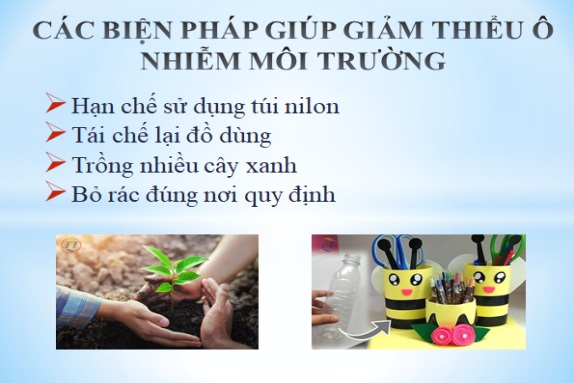 CÁC BIỆN PHÁP GIÚP GIẢM THIỂU Ô
NHIỄM MÔI TRƯỜNG
Hạn chế sử dụng túi nilon
Tái chế lại đồ dùng
Trồng nhiều cây xanh
Bỏ rác đúng nơi quy định